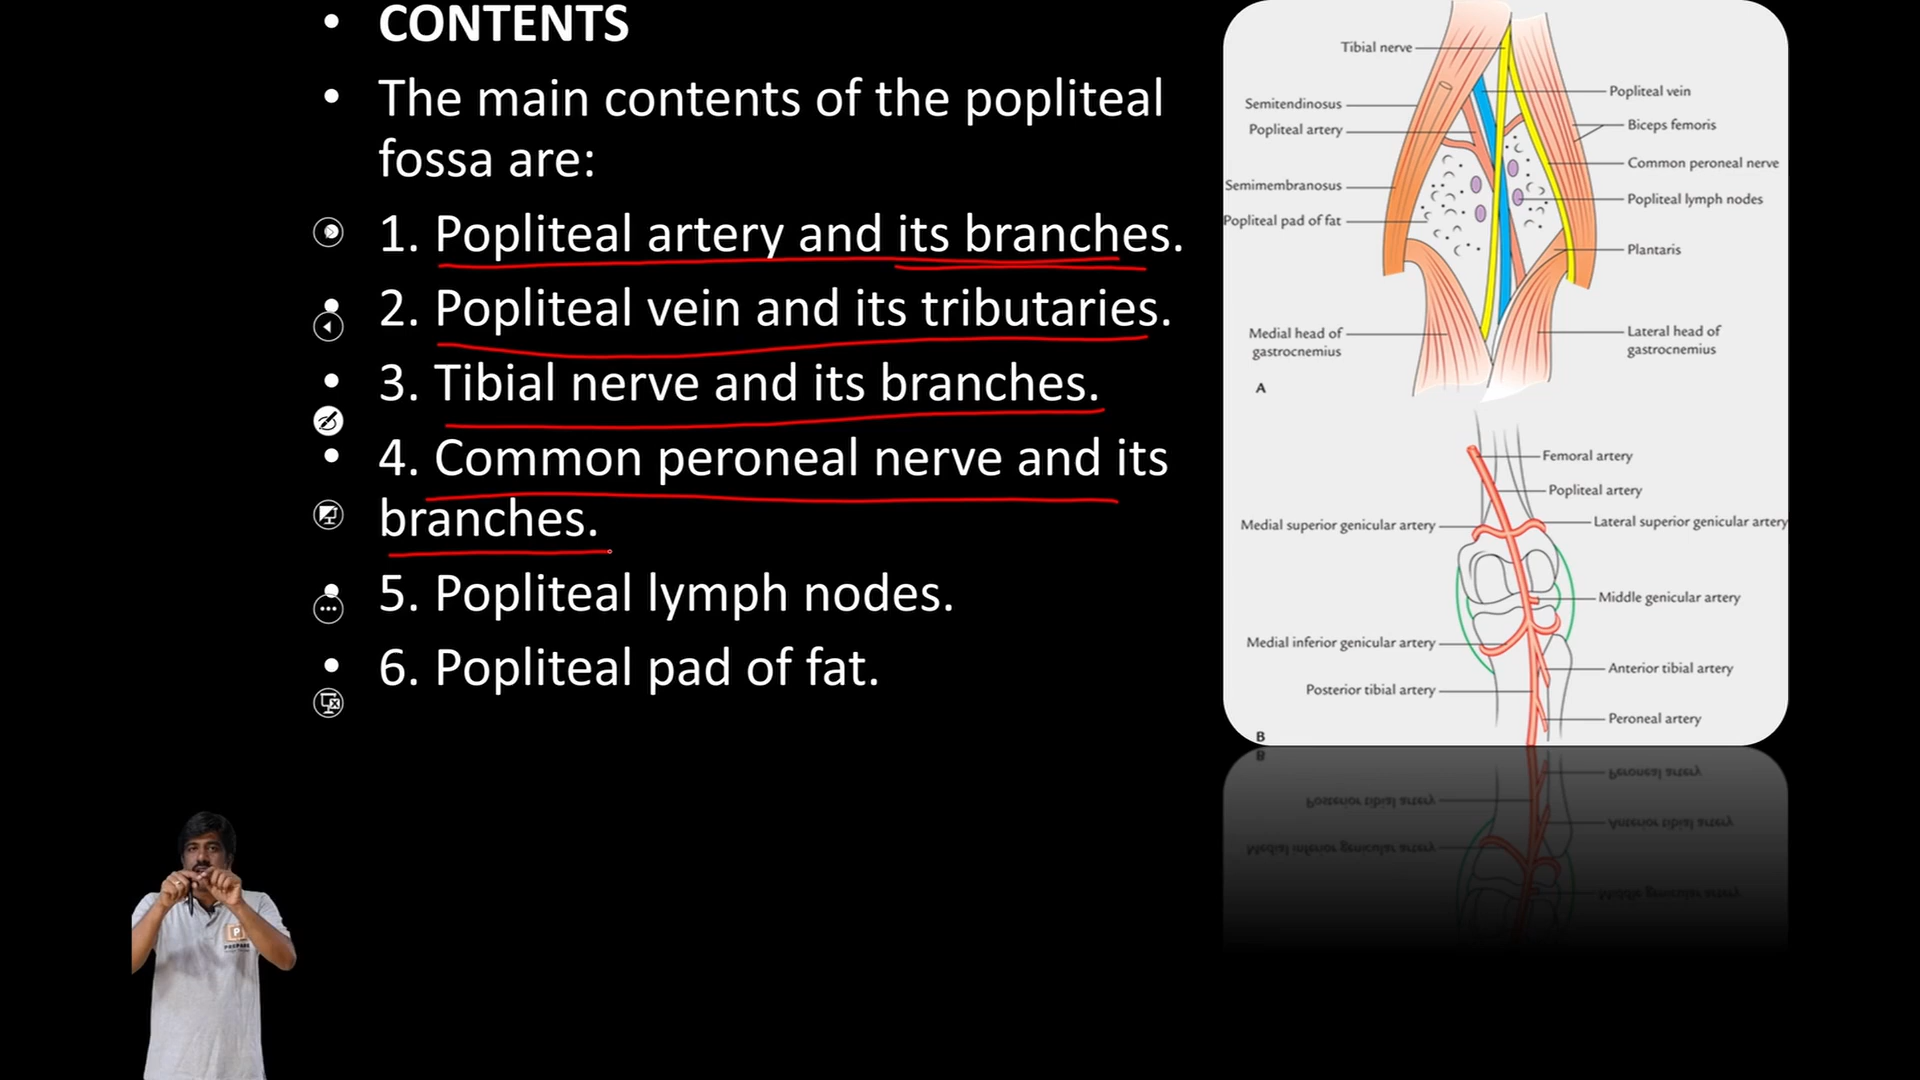 CONTENTS
The main contents of the popliteal
fossa are:
1. Popliteal artery and its branches.
2. Popliteal vein and its tributaries.
3. Tibial nerve and its branches.
4. Common peroneal nerve and its
branches.
5. Popliteal lymph nodes.
6. Popliteal pad of fat.
Tibial nerve
Semitendinosus
Popliteal artery
Semimembranosus
Popliteal pad of fat
Medial head of
gastrocnemius
Popliteal vein
Biceps femoris
Common peroneal nerve
Popliteal lymph nodes
Plantaris
Lateral head of
gastrocnemius
A
Femoral artery
Popliteal artery
Medial superior genicular artery
Lateral superior genicular artery
Middle genicular artery
Medial inferior genicular artery
Anterior tibial artery
Posterior tibial artery
Peroneal artery
B
P
PREPARE